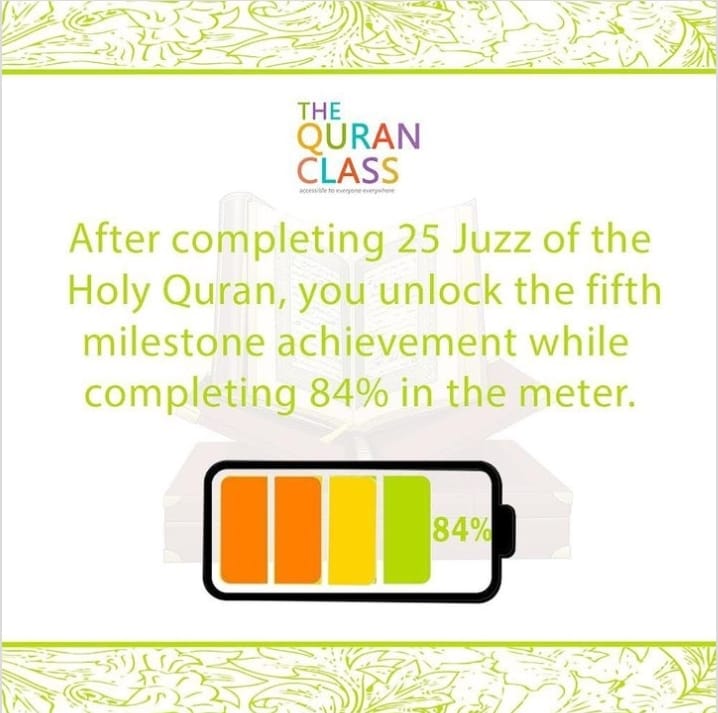 THE
QURAN
CLASS
accessible to everyone everywhere
After completing 25 Juzz of the
Holy Quran, you unlock the fifth
milestone achievement while
completing 84% in the meter.
84%